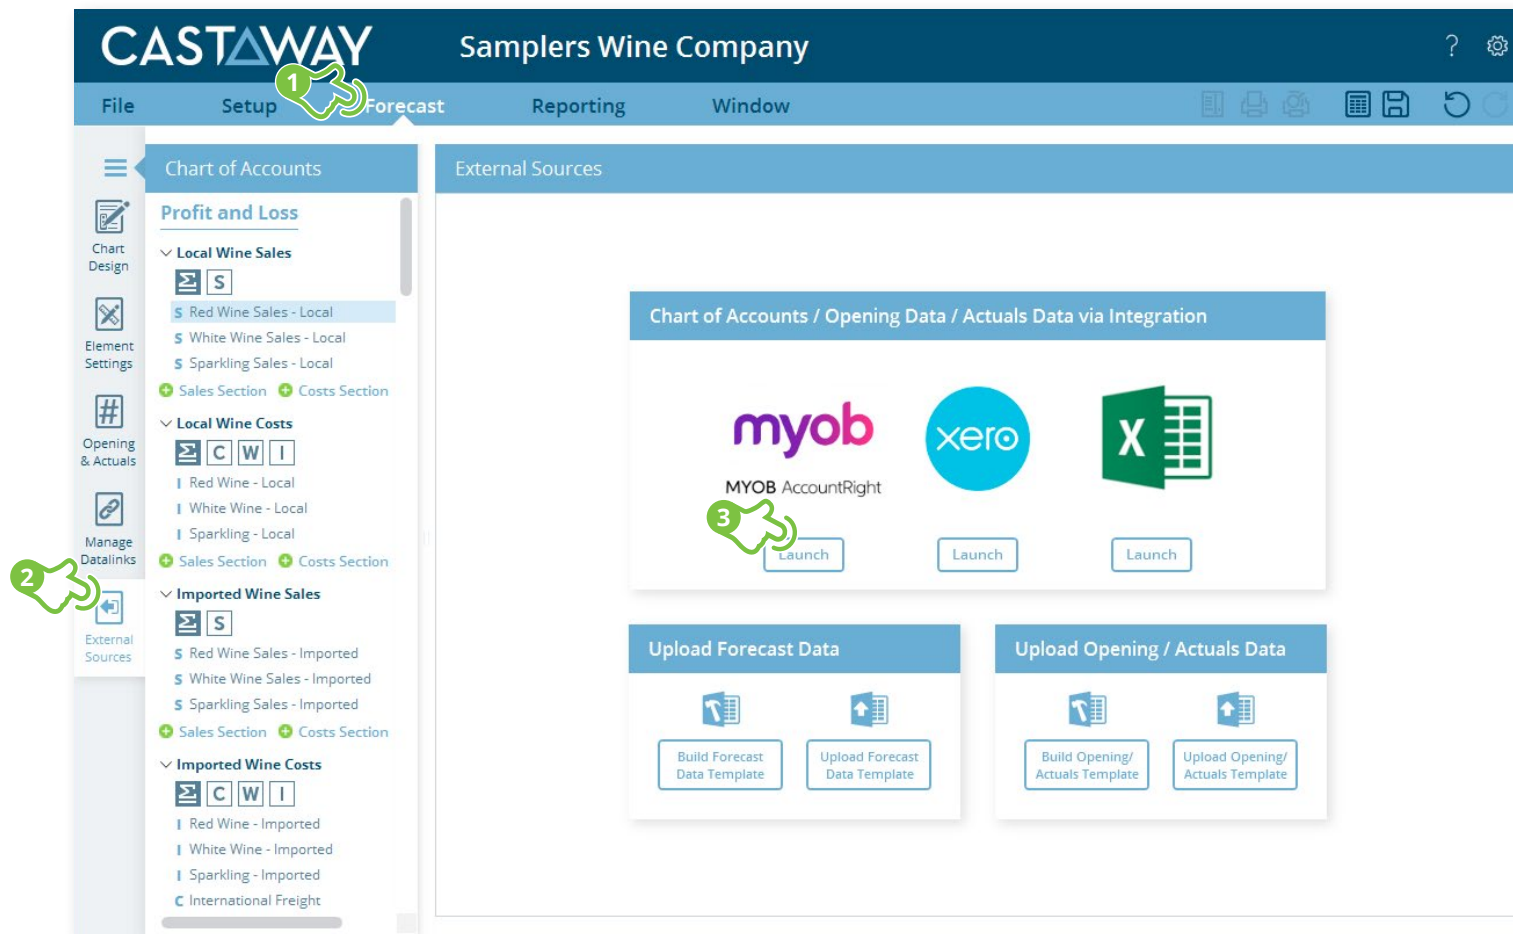 CASTAWAY
Samplers Wine Company
?
1
File
Setup
Forecast
Reporting
Window
Chart of Accounts
External Sources
Chart
Design
Element
Settings
#
Opening
& Actuals
Manage
Datalinks
2
External
Sources
Profit and Loss
Local Wine Sales
Σ S
S Red Wine Sales - Local
S White Wine Sales - Local
S Sparkling Sales - Local
Sales Section Costs Section
Local Wine Costs
Σ C W I
I Red Wine - Local
I White Wine - Local
I Sparkling - Local
Sales Section Costs Section
Imported Wine Sales
Σ S
S Red Wine Sales - Imported
S White Wine Sales - Imported
S Sparkling Sales - Imported
Sales Section Costs Section
Imported Wine Costs
Σ C W I
I Red Wine - Imported
I White Wine - Imported
I Sparkling - Imported
C International Freight
Chart of Accounts / Opening Data / Actuals Data via Integration
myob
MYOB AccountRight
xero
X
3
Launch
Launch
Launch
Upload Forecast Data
Build Forecast
Data Template
Upload Forecast
Data Template
Upload Opening / Actuals Data
Build Opening/
Actuals Template
Upload Opening/
Actuals Template